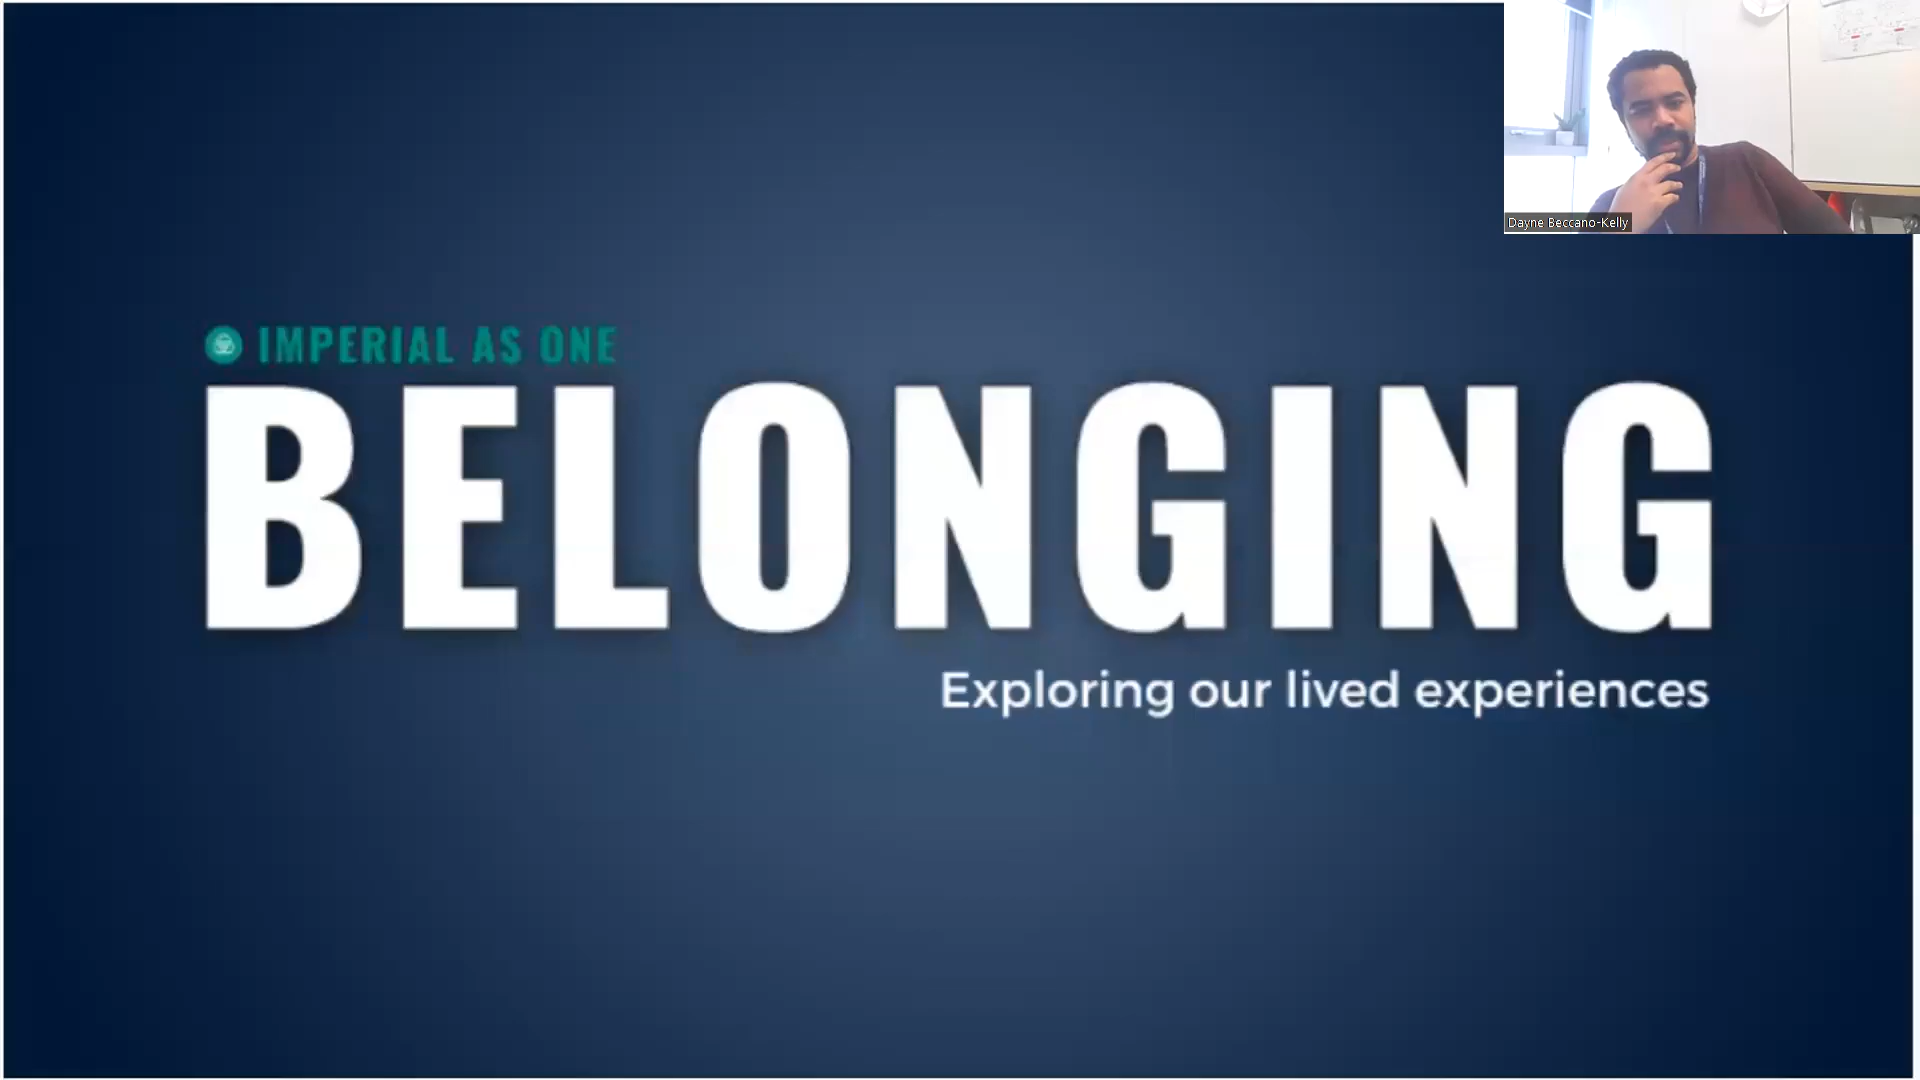 Dayne Beccano-Kelly
IMPERIAL AS ONE
BELONGING
Exploring our lived experiences